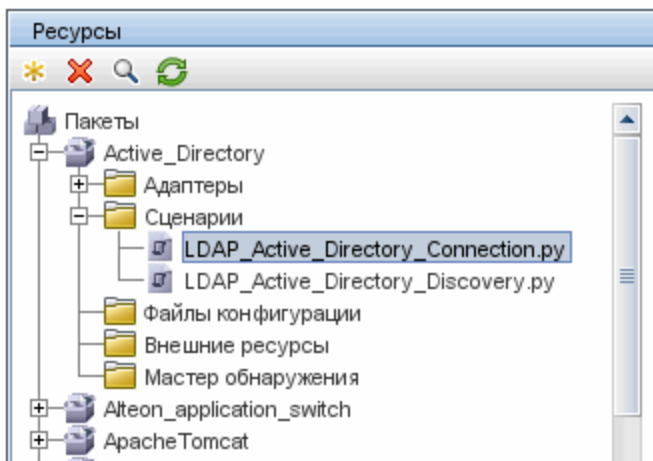 Ресурсы
Пакеты
Active_Directory
Адаптеры
Сценарии
LDAP_Active_Directory_Connection.py
LDAP_Active_Directory_Discovery.py
Файлы конфигурации
Внешние ресурсы
Мастер обнаружения
Alteon_application_switch
ApacheTomcat